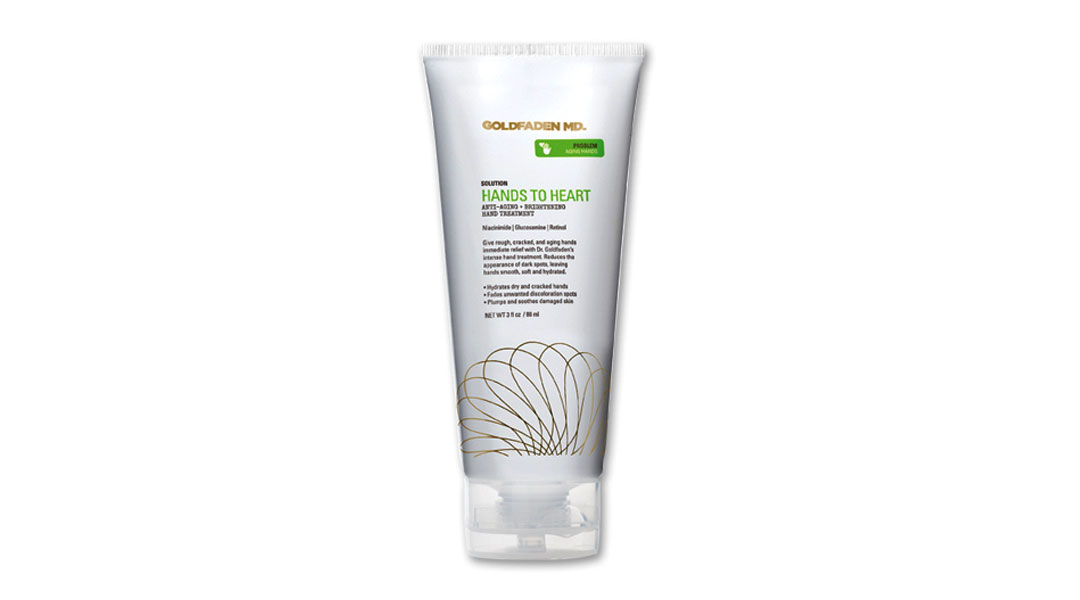 GOLDFADEN MD.
PROBLEM
AGING HANDS
SOLUTION
HANDS TO HEART
ANTI-AGING • BRIGHTENING
HAND TREATMENT
Niacinimide | Glucosamine | Retinol
Give rough, cracked, and aging hands
immediate relief with Dr. Goldfaden's
intense hand treatment. Reduces the
appearance of dark spots, leaving
hands smooth, soft and hydrated.
• Hydrates dry and cracked hands
• Fades unwanted discoloration spots
• Plumps and soothes damaged skin
NET WT 3 fl oz / 88 ml